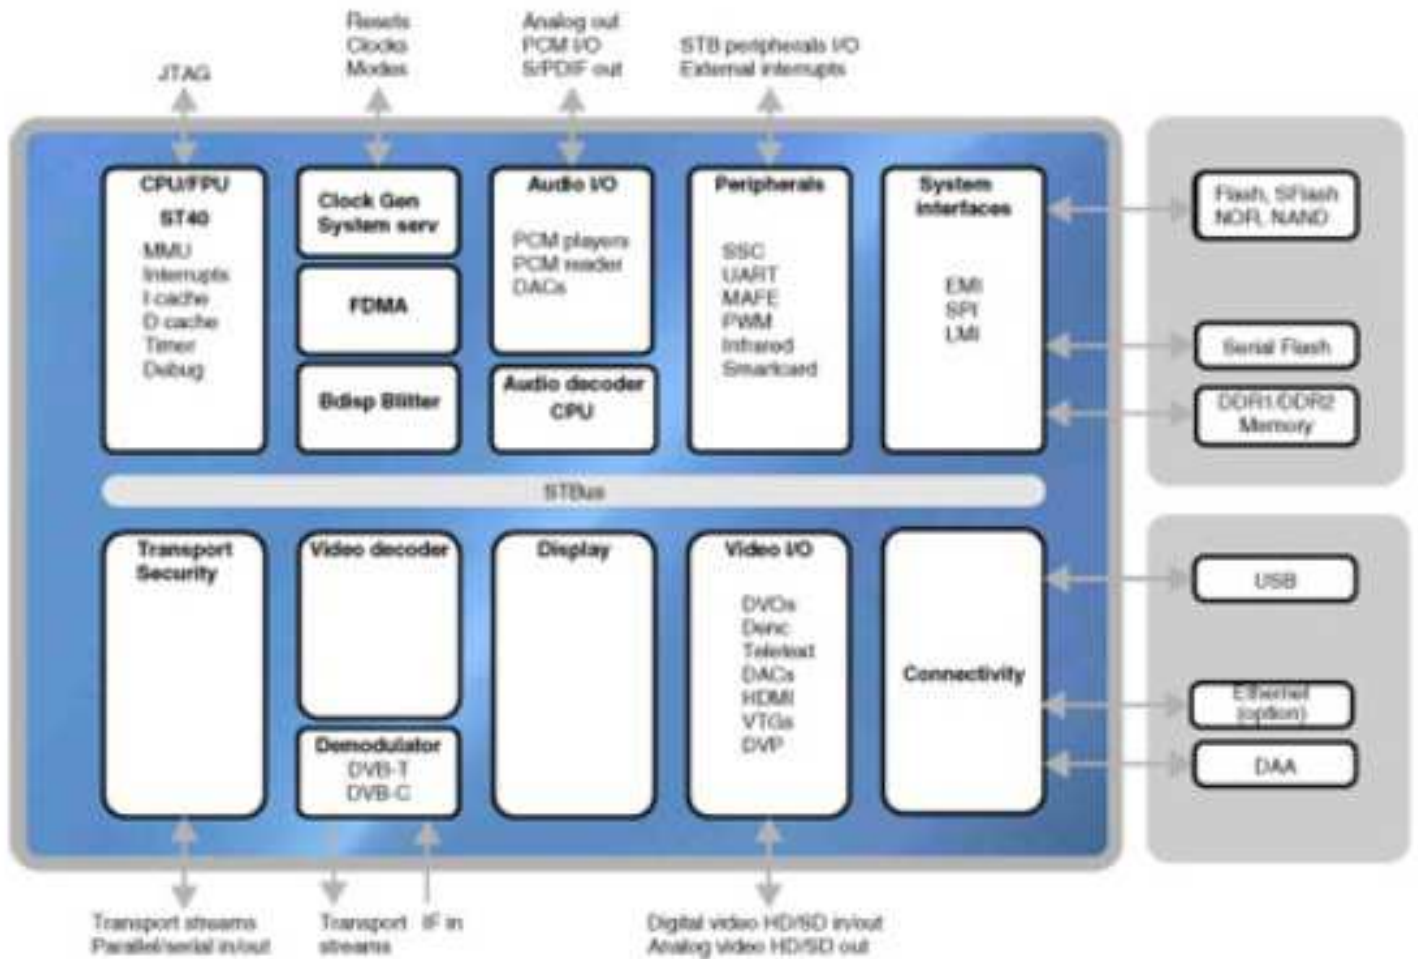 Resets
Clocks
Modes
Analog out
PCM I/O
S/PDIF out
STB peripherals I/O
External interrupts
JTAG
CPU/FPU
ST40
MMU
Interrupts
I cache
D cache
Timer
Debug
Clock Gen
System serv
FDMA
Bdisp Blitter
Audio I/O
PCM players
PCM reader
DACs
Audio decoder
CPU
Peripherals
SSC
UART
MAFE
PWM
Infrared
Smartcard
System
interfaces
EMI
SPI
LMI
Flash, SFlash
NOR, NAND
Serial Flash
DDR1/DDR2
Memory
STBus
Transport
Security
Video decoder
Demodulator
DVB-T
DVB-C
Display
Video I/O
DVOs
Denc
Teletext
DACs
HDMI
VTGs
DVP
Connectivity
USB
Ethernet
(option)
DAA
Transport streams
Parallel/serial in/out
Transport
streams
IF in
Digital video HD/SD in/out
Analog video HD/SD out